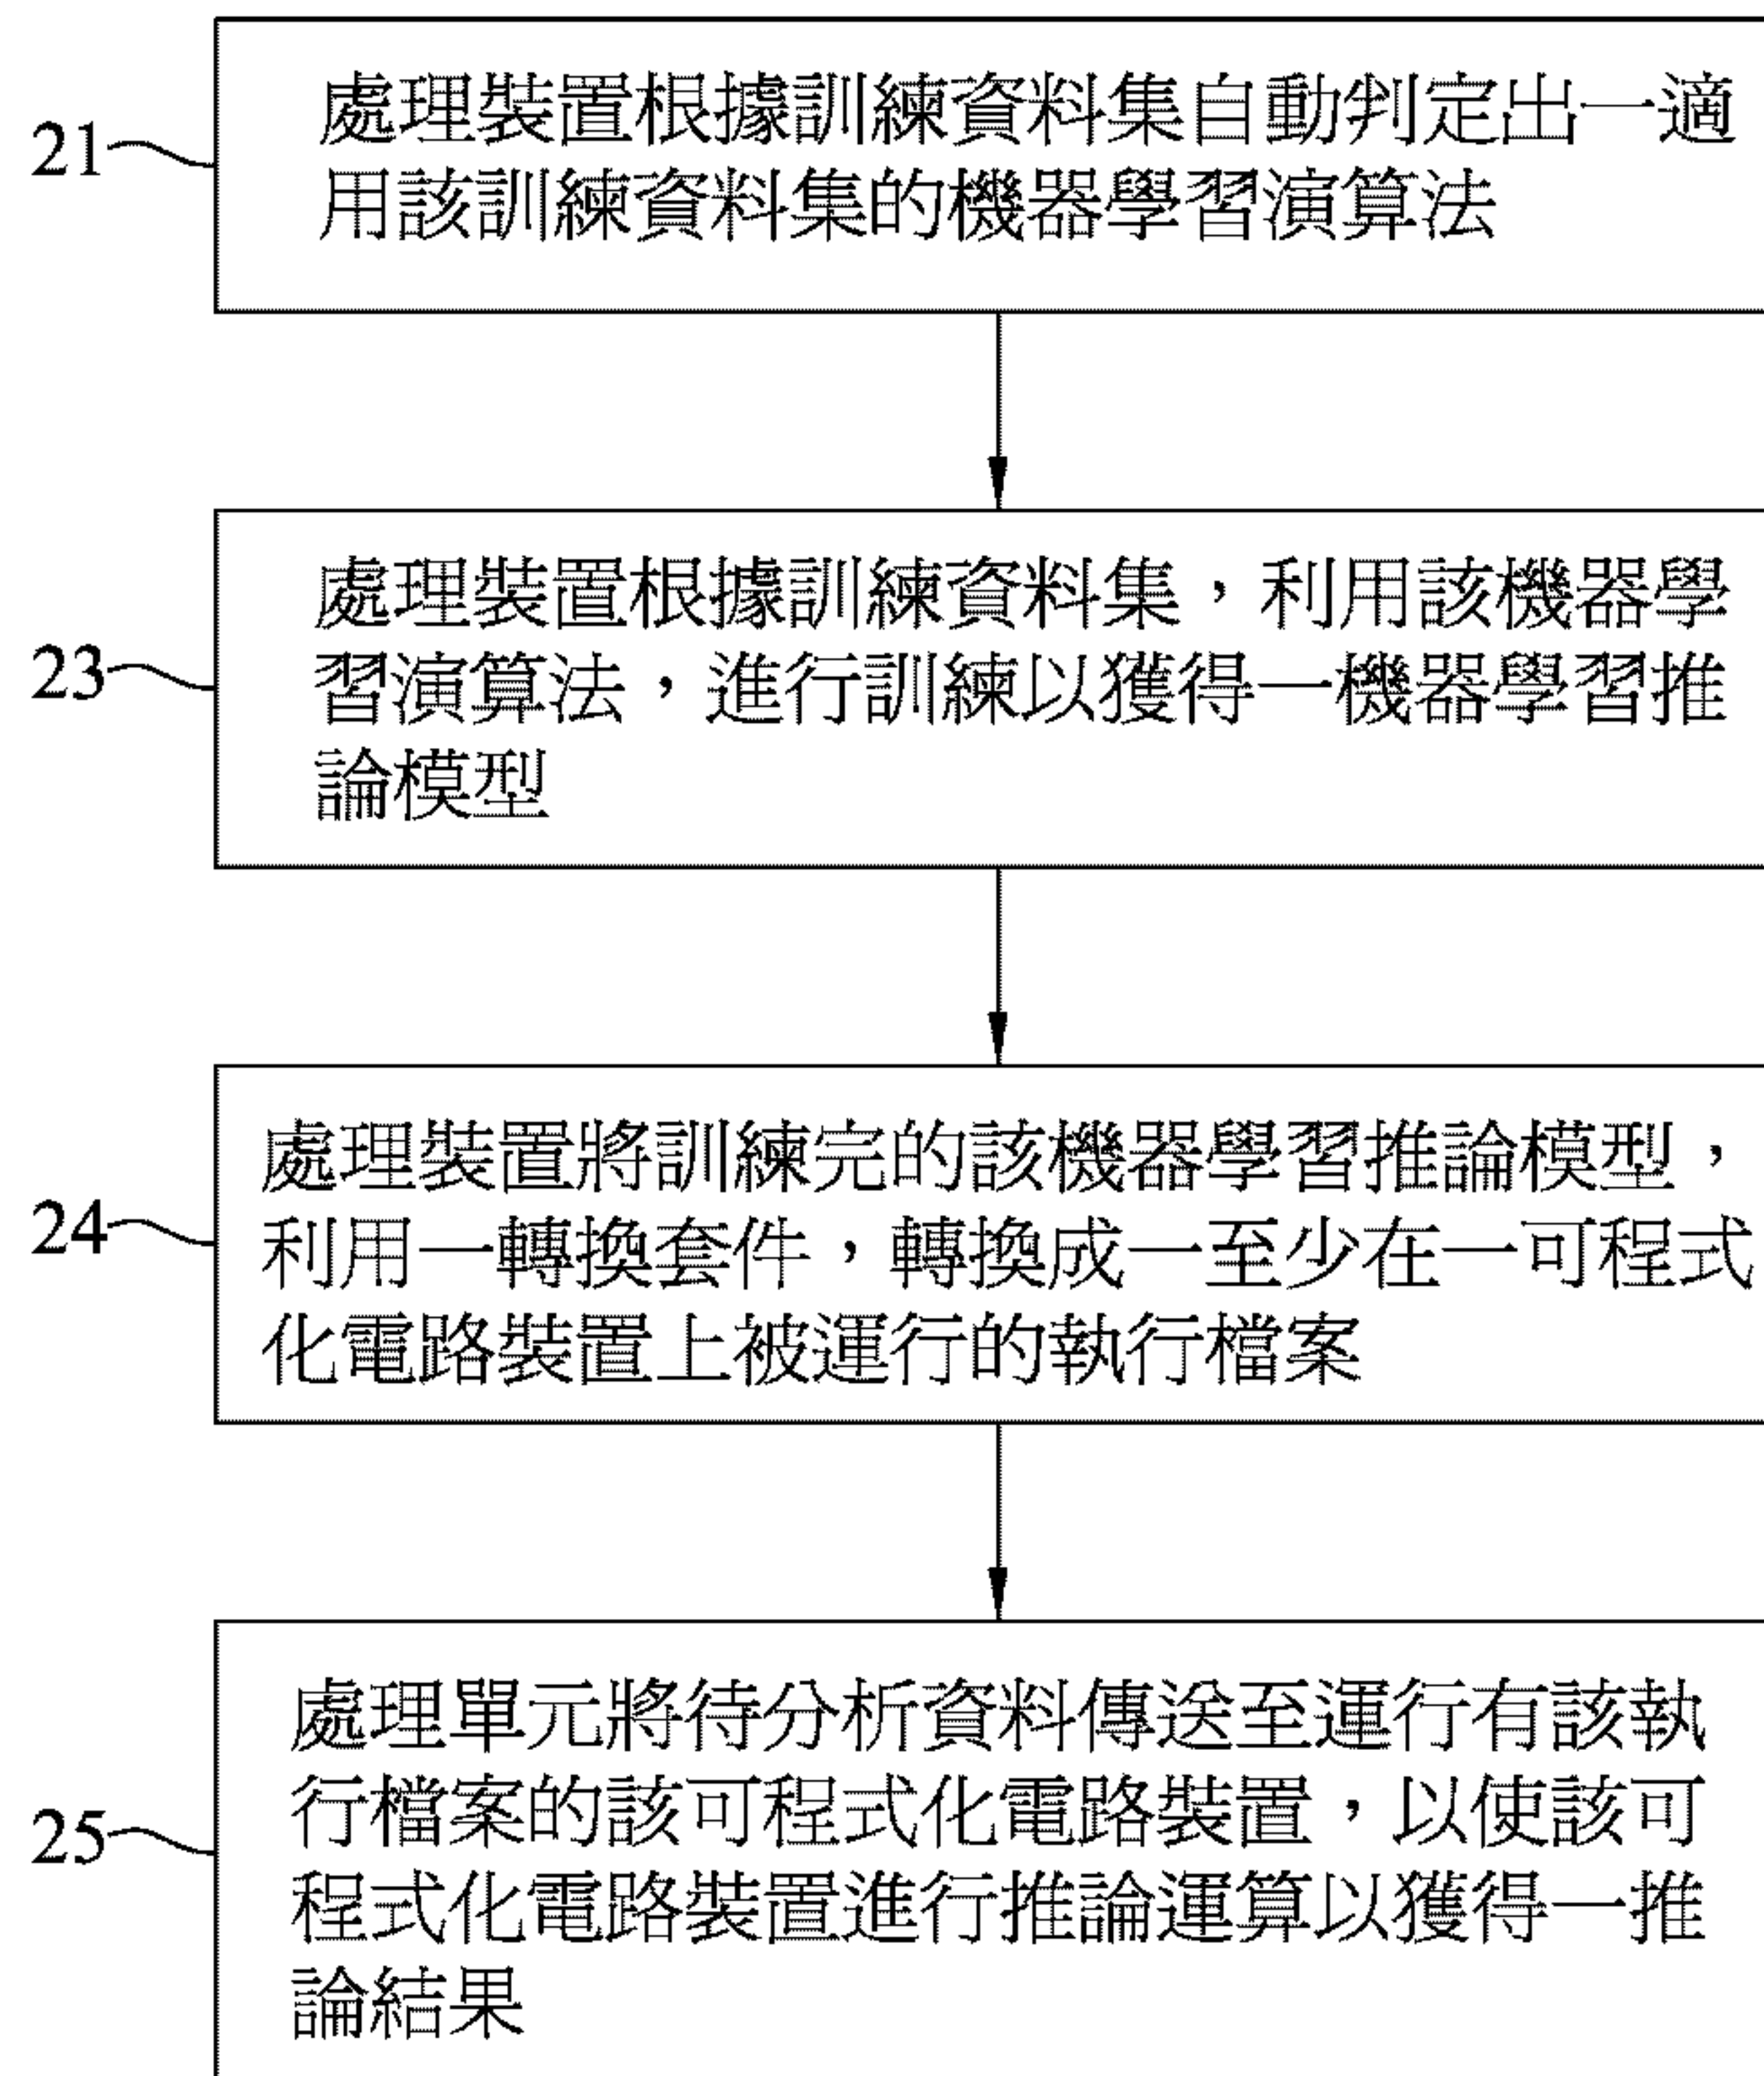 處理裝置根據訓練資料集自動判定出一適
21
用該訓練資料集的機器學習演算法
處理裝置根據訓練資料集，利用該機器學
23
習演算法，進行訓練以獲得一機器學習推
論模型
處理裝置將訓練完的該機器學習推論模型，
24
利用一轉換套件，轉換成一至少在一可程式
化電路裝置上被運行的執行檔案
處理單元將待分析資料傳送至運行有該執
行檔案的該可程式化電路裝置，以使該可
25
程式化電路裝置進行推論運算以獲得一推
論結果